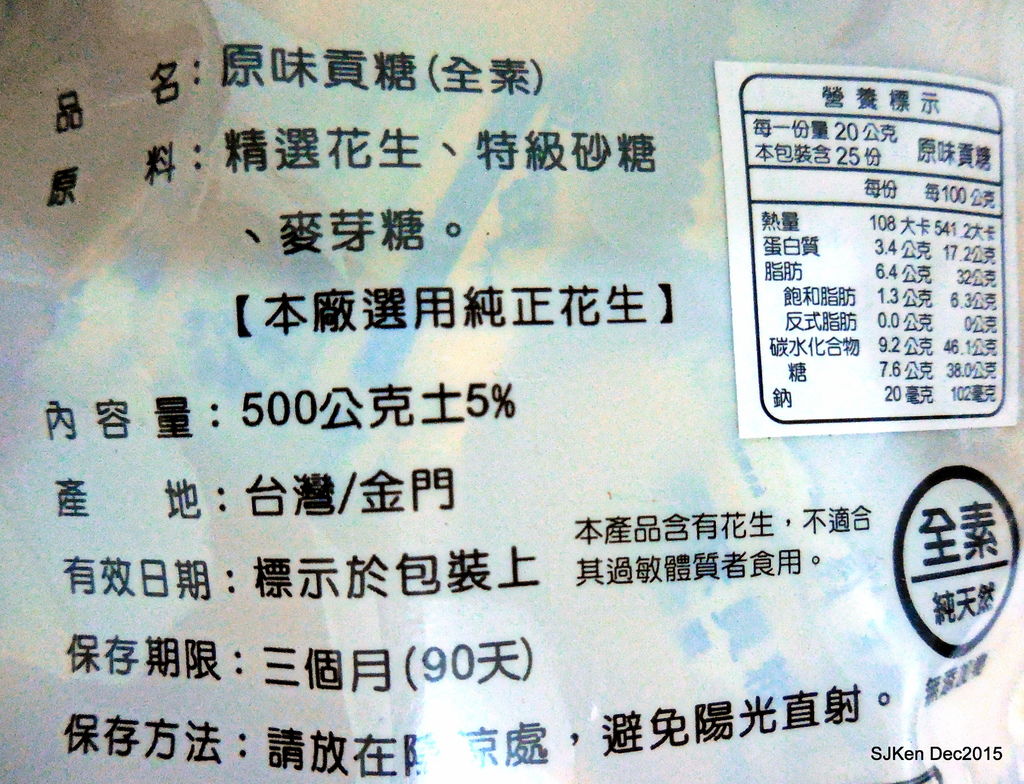 品名：原味貢糖(全素)
原料：精選花生、特級砂糖
、麥芽糖。
【本廠選用純正花生】
內容量：500公克士5%
產地：台灣/金門
有效日期：標示於包裝上
保存期限：三個月(90天)
保存方法：請放在陰涼處，避免陽光直射。
本產品含有花生，不適合
其過敏體質者食用。
營養標示
每一份量20公克
本包裝含25份 原味貢糖
每份 每100公克
熱量 108大卡 541.2大卡
蛋白質 3.4公克 17.2公克
脂肪 6.4公克 32公克
飽和脂肪 1.3公克 6.3公克
反式脂肪 0.0公克 0公克
碳水化合物 9.2公克 46.1公克
糖 7.6公克 38.0公克
鈉 20毫克 102毫克
全素
純天然
SJKen Dec2015